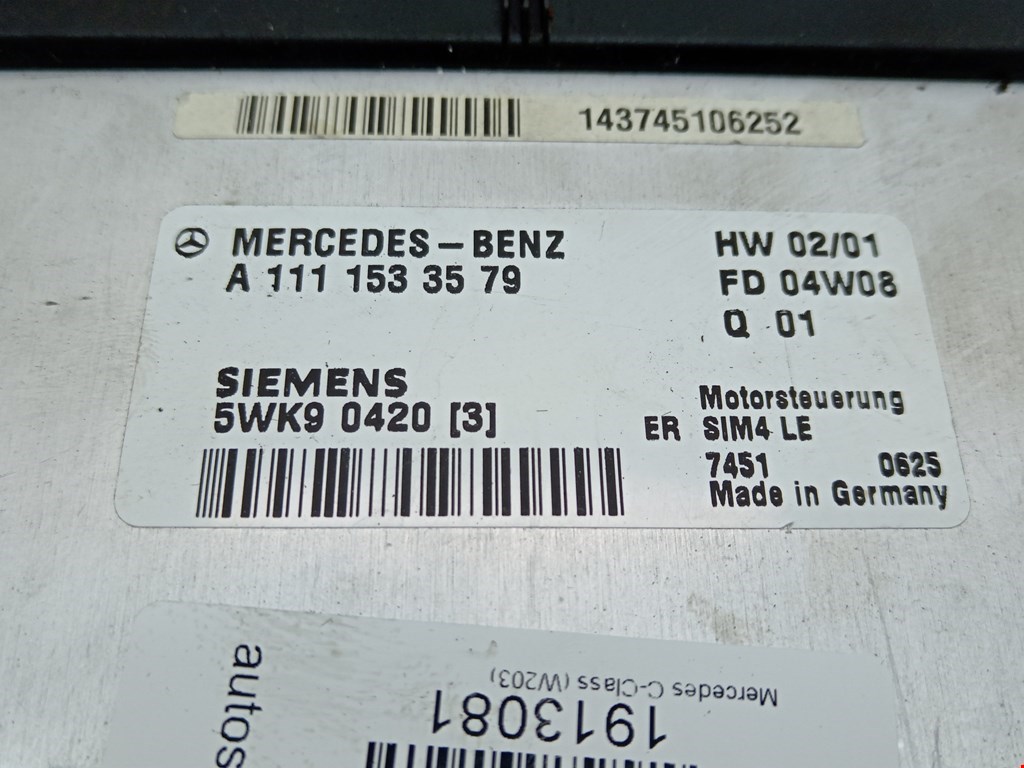 143745106252
MERCEDES-BENZ
A 111 153 35 79
HW 02/01
FD 04W08
Q 01
SIEMENS
5WK9 0420 [3]
Motorsteuerung
ER SIM4 LE
7451 0625
Made in Germany
Mercedes C-Class (W203)
1913081
autos